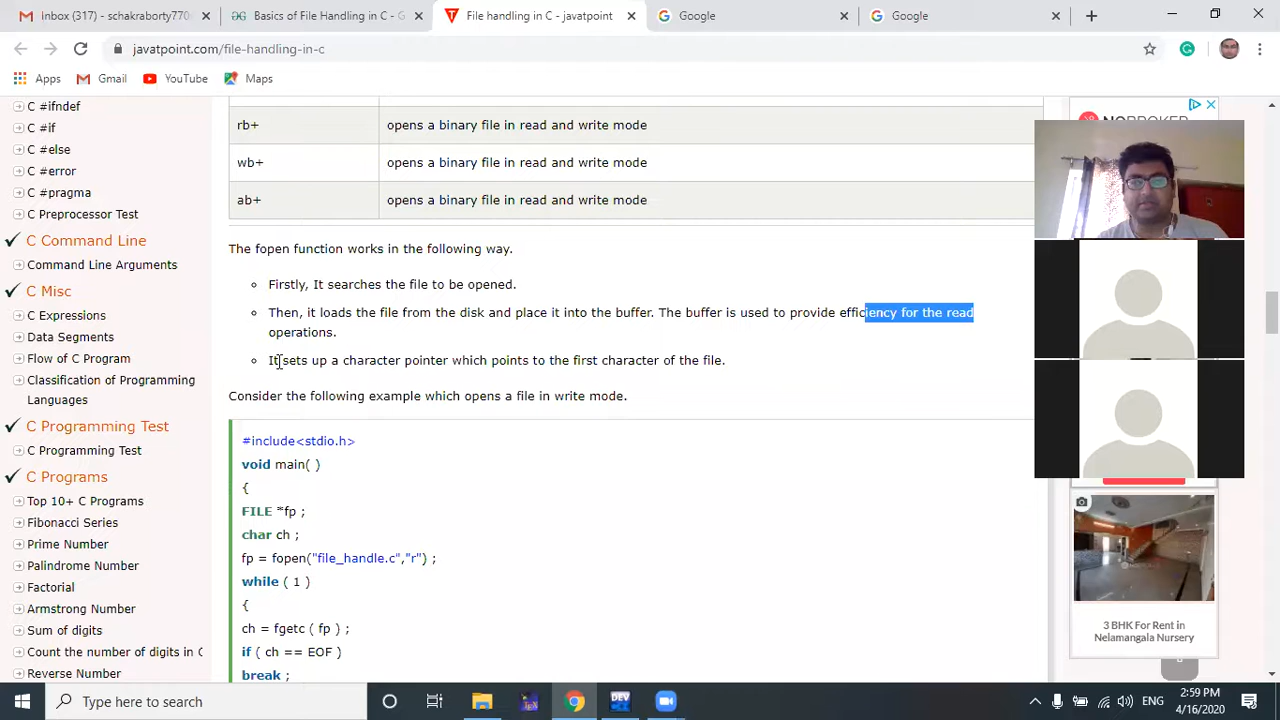 Inbox (317) - schakraborty770
Basics of File Handling in C - G
File handling in C - javatpoint
Google
Google
javatpoint.com/file-handling-in-c
Apps
Gmail
YouTube
Maps
C #ifndef
C #if
C #else
C #error
C #pragma
C Preprocessor Test
C Command Line
Command Line Arguments
C Misc
C Expressions
Data Segments
Flow of C Program
Classification of Programming
Languages
C Programming Test
C Programming Test
C Programs
Top 10+ C Programs
Fibonacci Series
Prime Number
Palindrome Number
Factorial
Armstrong Number
Sum of digits
Count the number of digits in C
Reverse Number
rb+ opens a binary file in read and write mode
wb+ opens a binary file in read and write mode
ab+ opens a binary file in read and write mode
The fopen function works in the following way.
Firstly, It searches the file to be opened.
Then, it loads the file from the disk and place it into the buffer. The buffer is used to provide efficiency for the read
operations.
It sets up a character pointer which points to the first character of the file.
Consider the following example which opens a file in write mode.
#include<stdio.h>
void main( )
{
FILE *fp ;
char ch ;
fp = fopen("file_handle.c","r") ;
while ( 1 )
{
ch = fgetc ( fp ) ;
if ( ch == EOF )
break ;
NOBROKER
3 BHK For Rent in
Nelamangala Nursery
Type here to search
DEV
ENG
2:59 PM
4/16/2020